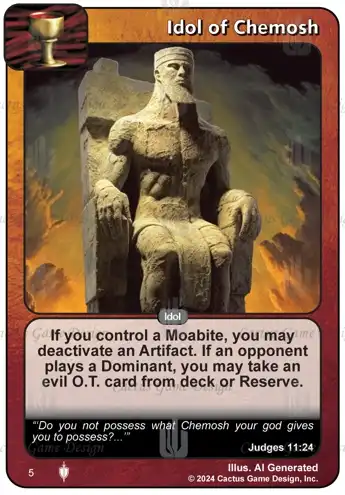 Idol of Chemosh
Idol
If you control a Moabite, you may
deactivate an Artifact. If an opponent
plays a Dominant, you may take an
evil O.T. card from deck or Reserve.
"'Do you not possess what Chemosh your god gives
you to possess?...'"
Judges 11:24
Illus. AI Generated
5
© 2024 Cactus Game Design, Inc.